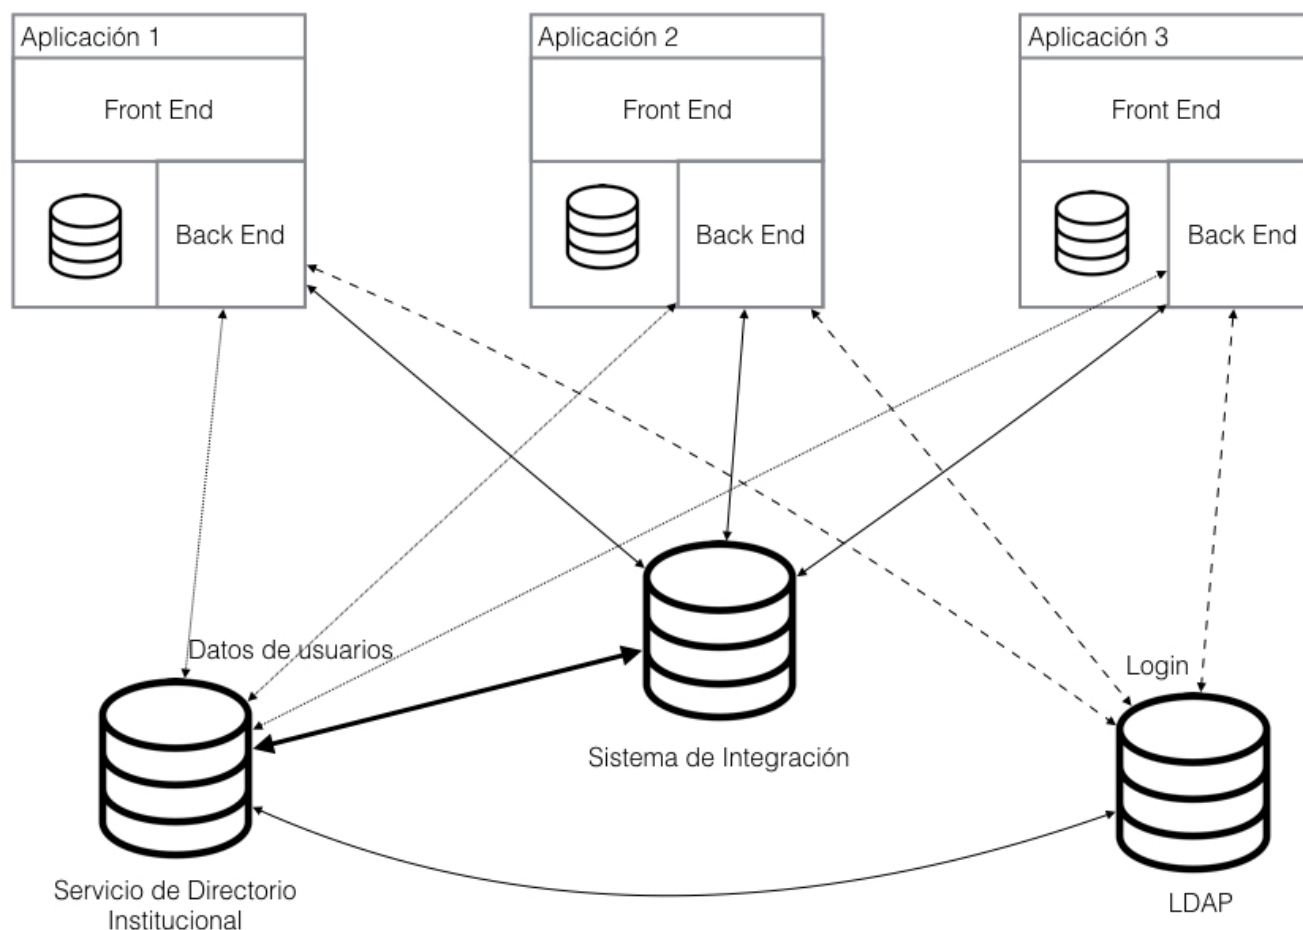 Aplicación 1
Aplicación 2
Aplicación 3
Front End
Front End
Front End
Back End
Back End
Back End
Datos de usuarios
Login
Sistema de Integración
Servicio de Directorio
Institucional
LDAP